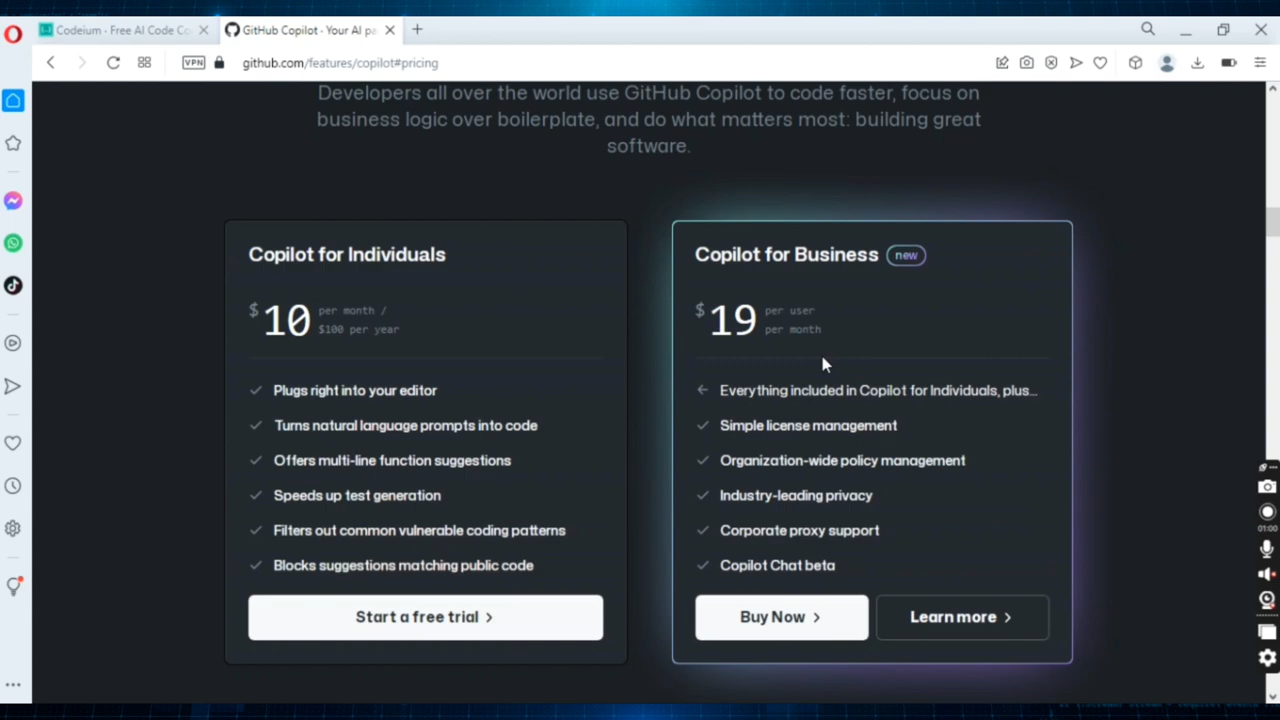 Codeium · Free AI Code Co
GitHub Copilot · Your AI pa
VPN
github.com/features/copilot#pricing
Developers all over the world use GitHub Copilot to code faster, focus on
business logic over boilerplate, and do what matters most: building great
software.
Copilot for Individuals
$ 10 per month /
$100 per year
Plugs right into your editor
Turns natural language prompts into code
Offers multi-line function suggestions
Speeds up test generation
Filters out common vulnerable coding patterns
Blocks suggestions matching public code
Start a free trial >
Copilot for Business new
$ 19 per user
per month
Everything included in Copilot for Individuals, plus...
Simple license management
Organization-wide policy management
Industry-leading privacy
Corporate proxy support
Copilot Chat beta
Buy Now >
Learn more >
01:00